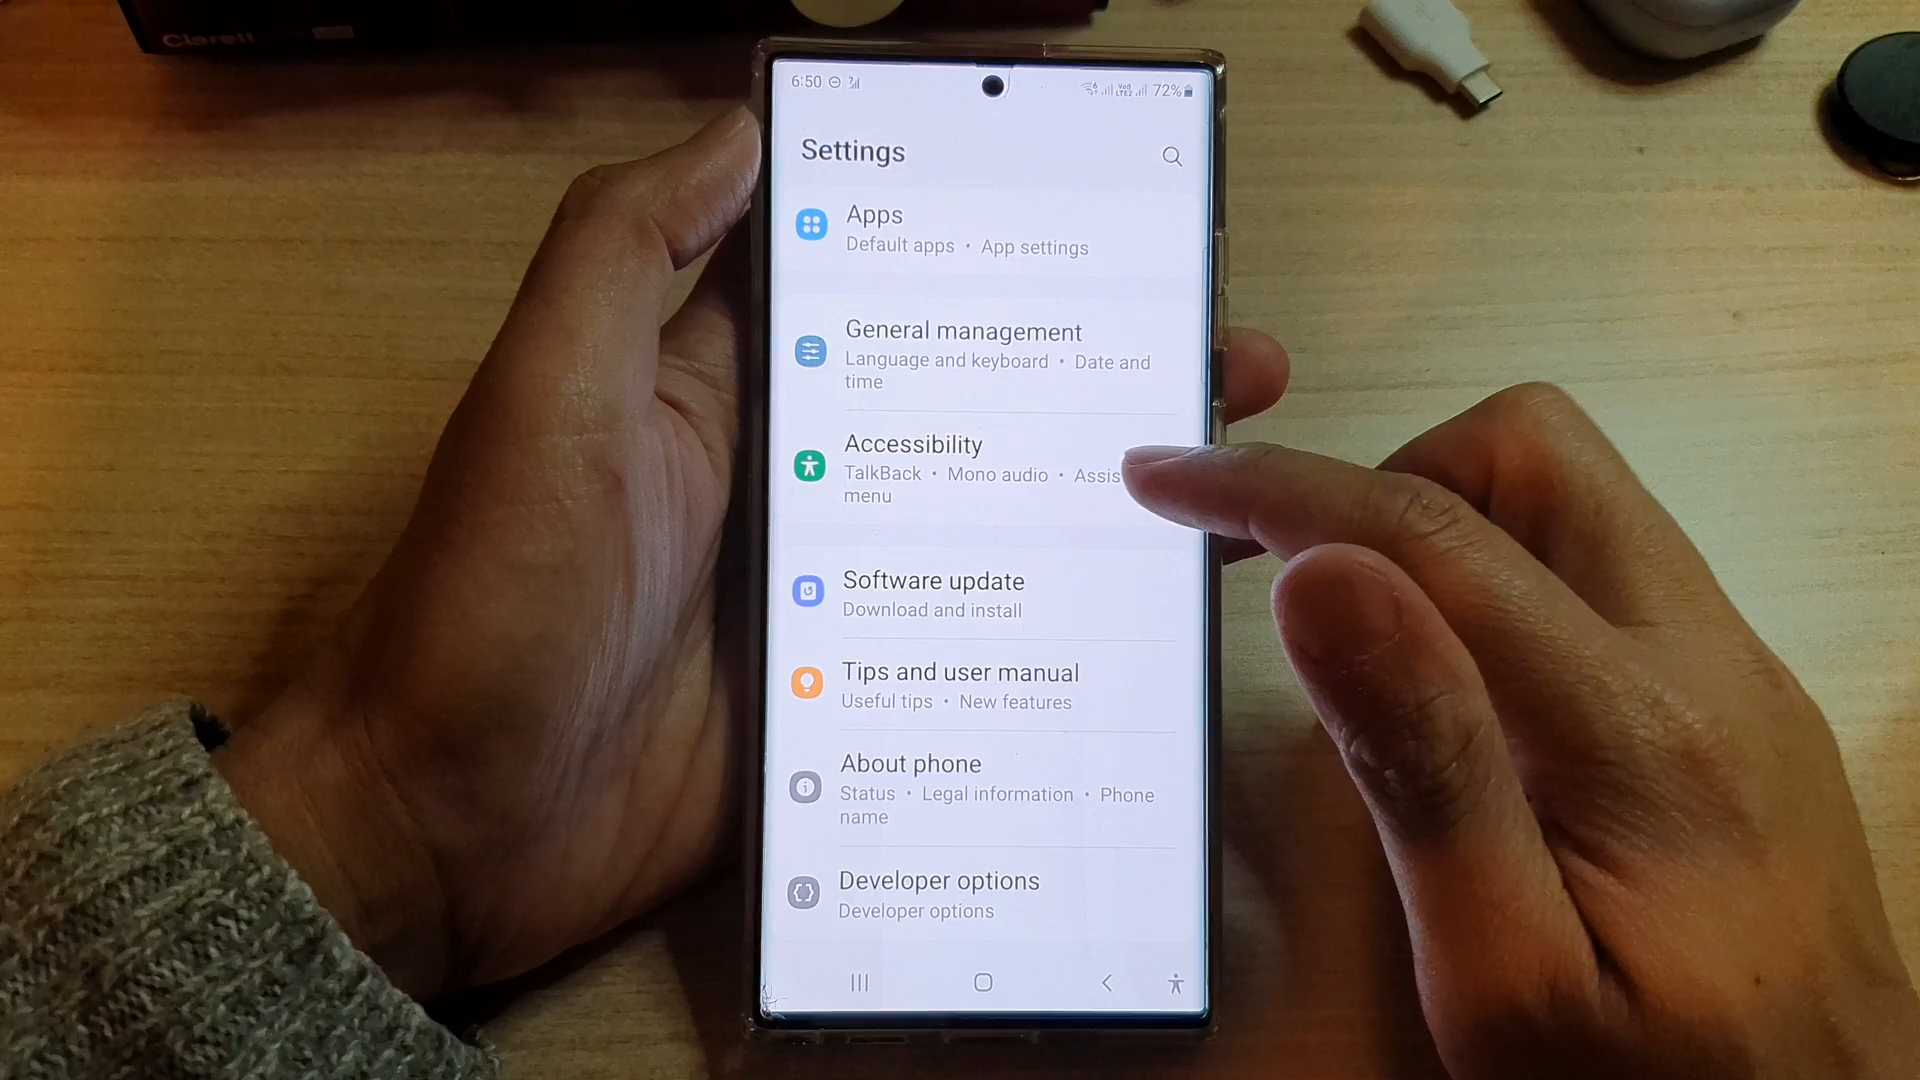 6:50
72%
Settings
Apps
Default apps • App settings
General management
Language and keyboard • Date and
time
Accessibility
TalkBack • Mono audio • Assis
menu
Software update
Download and install
Tips and user manual
Useful tips • New features
About phone
Status • Legal information • Phone
name
Developer options
Developer options